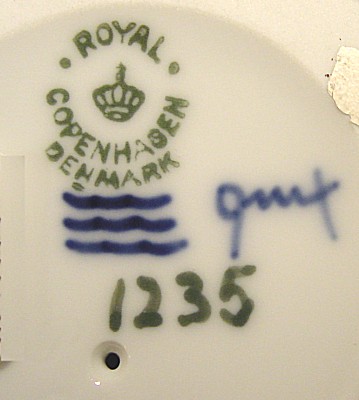 ROYAL
COPENHAGEN
DENMARK
1235